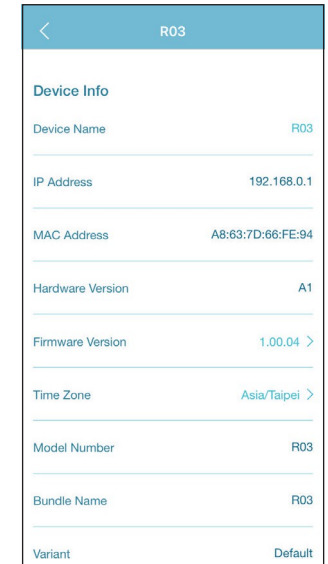 R03
Device Info
Device Name R03
IP Address 192.168.0.1
MAC Address A8:63:7D:66:FE:94
Hardware Version A1
Firmware Version 1.00.04 >
Time Zone Asia/Taipei >
Model Number R03
Bundle Name R03
Variant Default